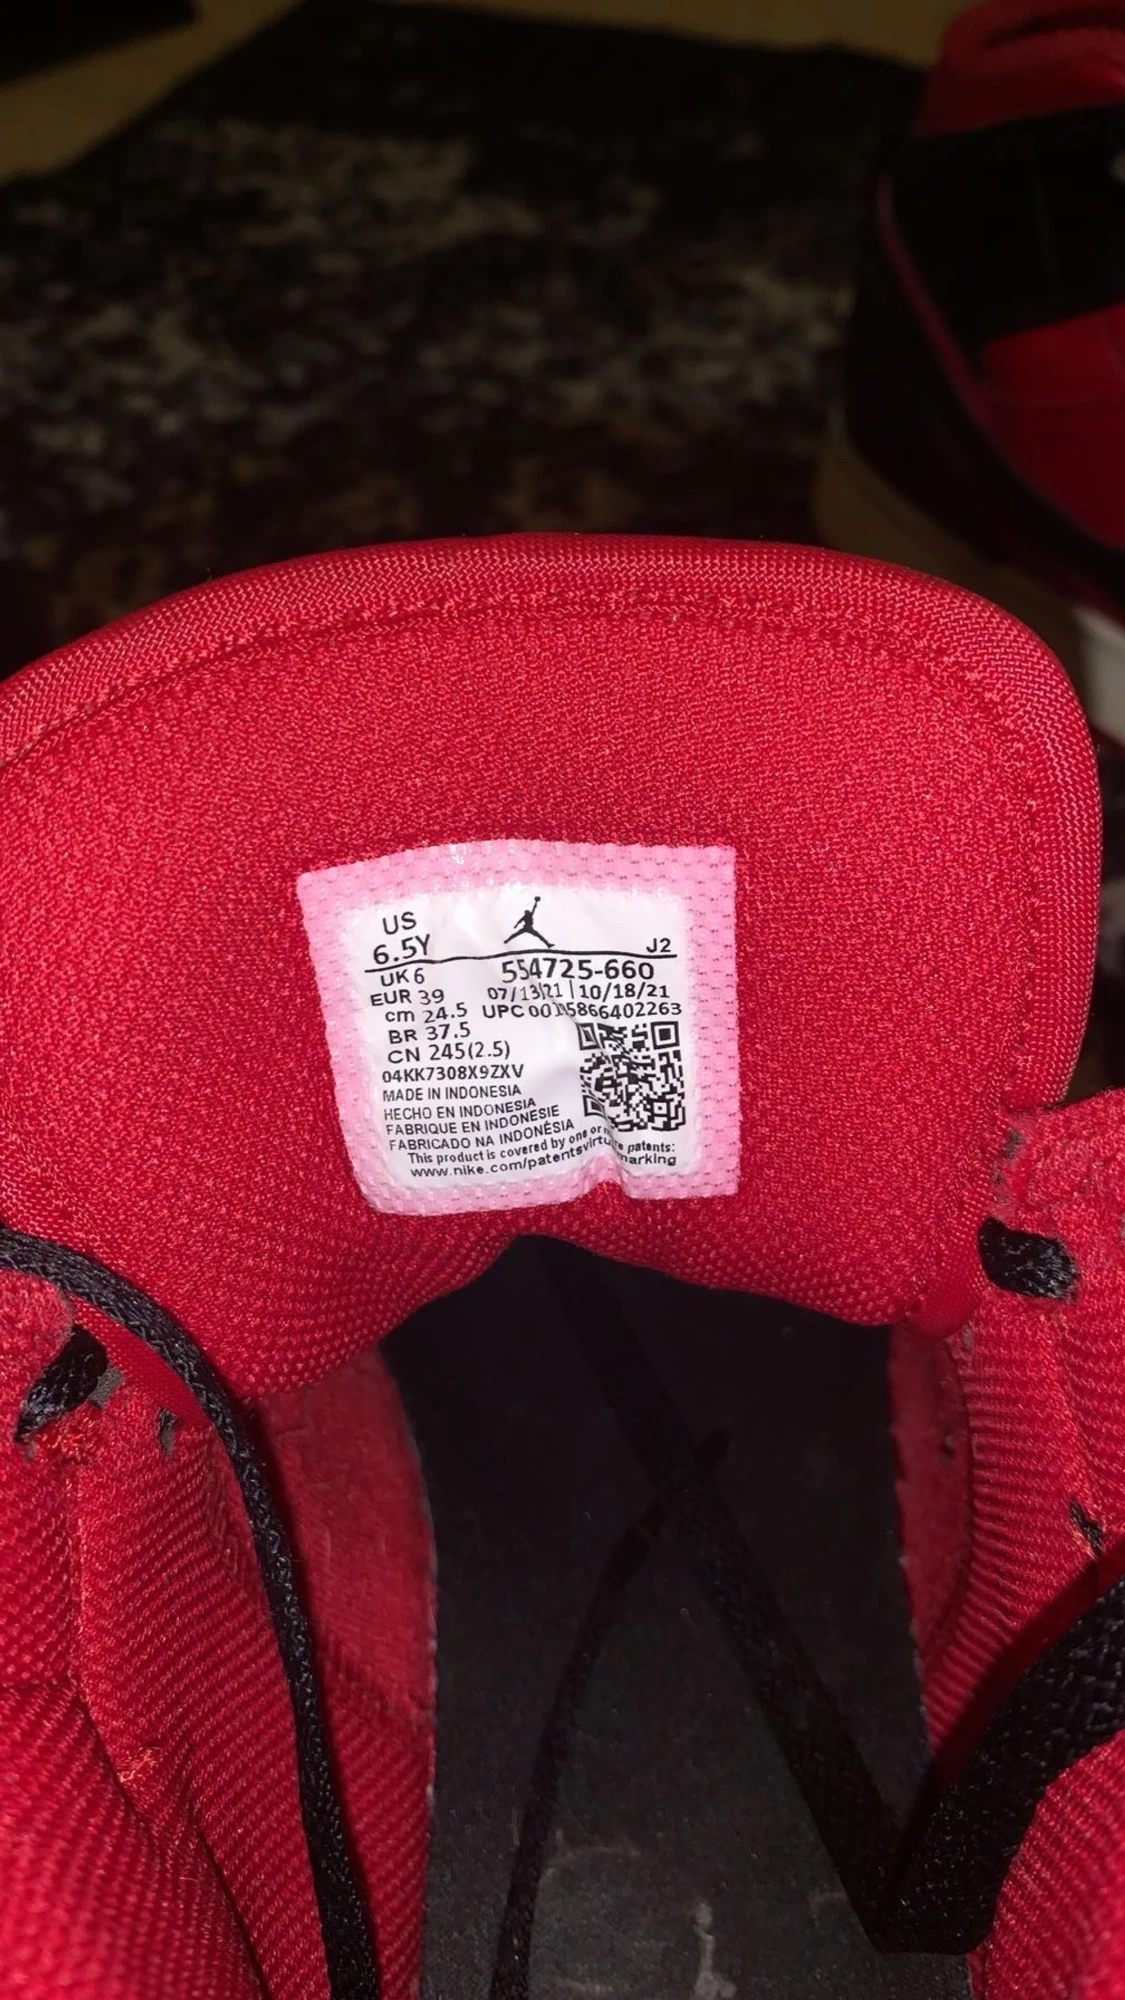 US
6.5Y
J2
UK 6
554725-660
EUR 39
07/13/21 | 10/18/21
cm 24.5
UPC 00195866402263
BR 37.5
CN 245(2.5)
04KK7308X9ZXV
MADE IN INDONESIA
HECHO EN INDONESIA
FABRIQUE EN INDONESIE
FABRICADO NA INDONÉSIA
This product is covered by one or patents:
www.nike.com/patentsvirtu marking